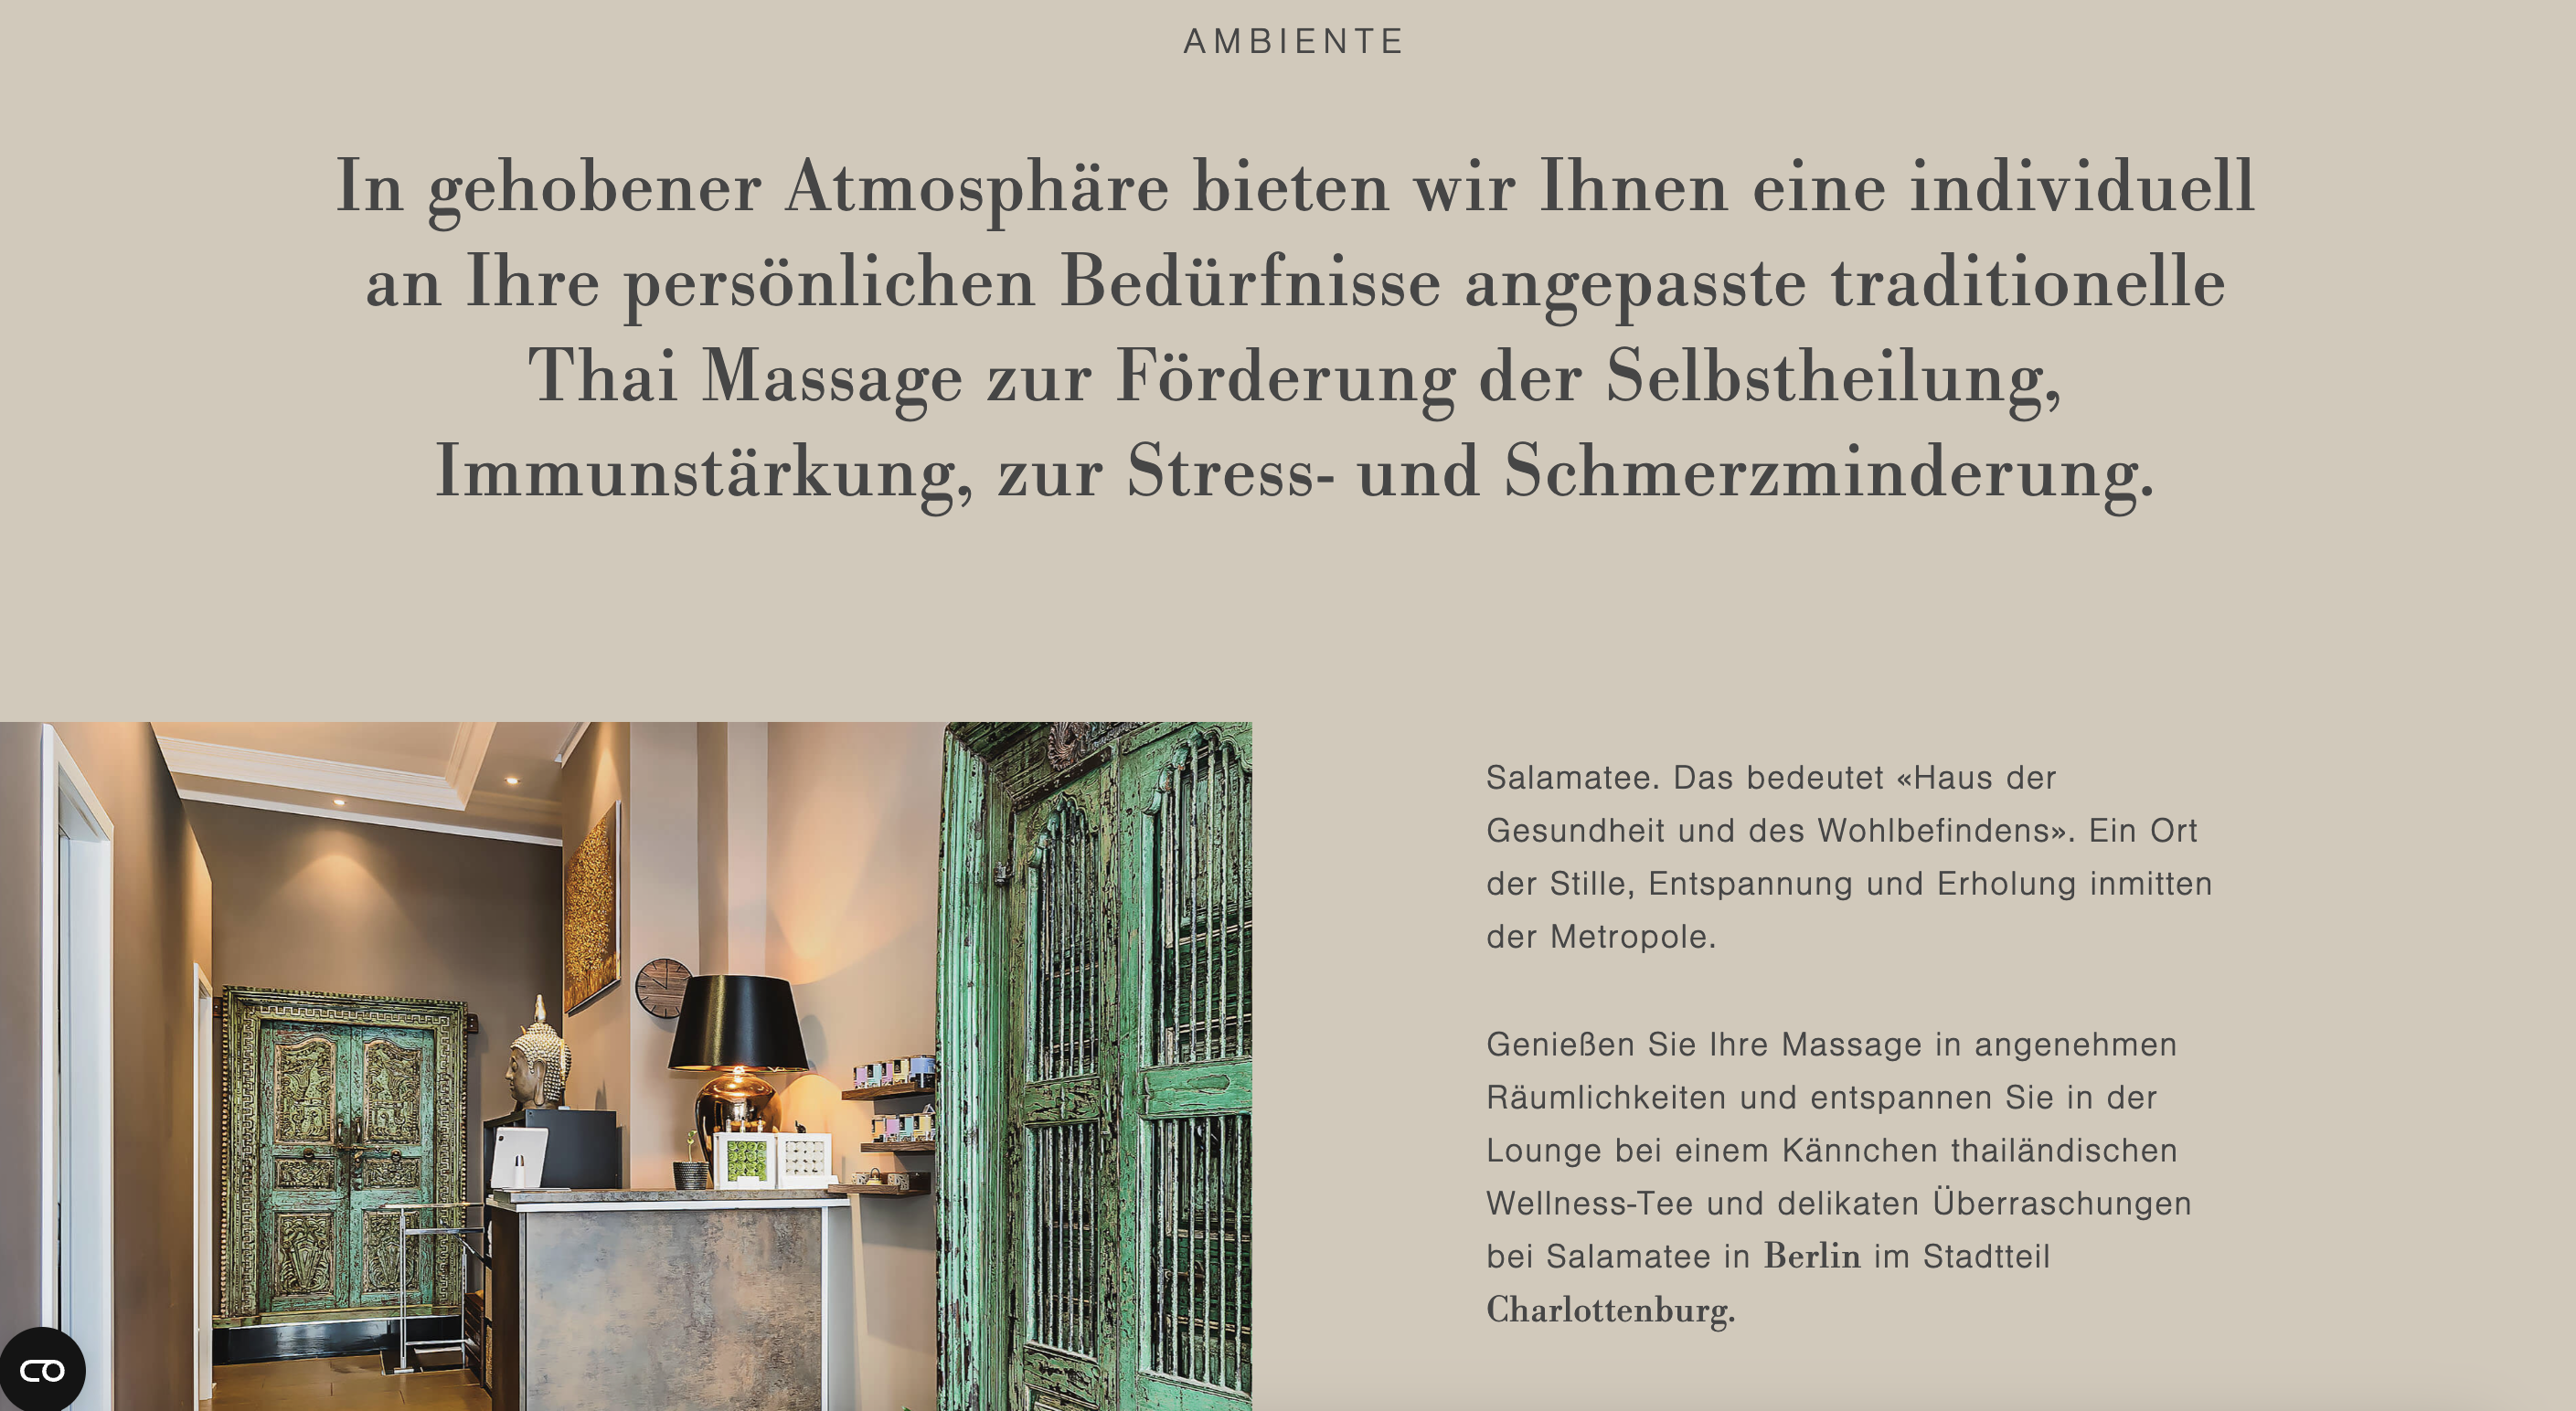 AMBIENTE
In gehobener Atmosphäre bieten wir Ihnen eine individuell
an Ihre persönlichen Bedürfnisse angepasste traditionelle
Thai Massage zur Förderung der Selbstheilung,
Immunstärkung, zur Stress- und Schmerzminderung.
Salamatee. Das bedeutet «Haus der
Gesundheit und des Wohlbefindens». Ein Ort
der Stille, Entspannung und Erholung inmitten
der Metropole.
Genießen Sie Ihre Massage in angenehmen
Räumlichkeiten und entspannen Sie in der
Lounge bei einem Kännchen thailändischen
Wellness-Tee und delikaten Überraschungen
bei Salamatee in Berlin im Stadtteil
Charlottenburg.